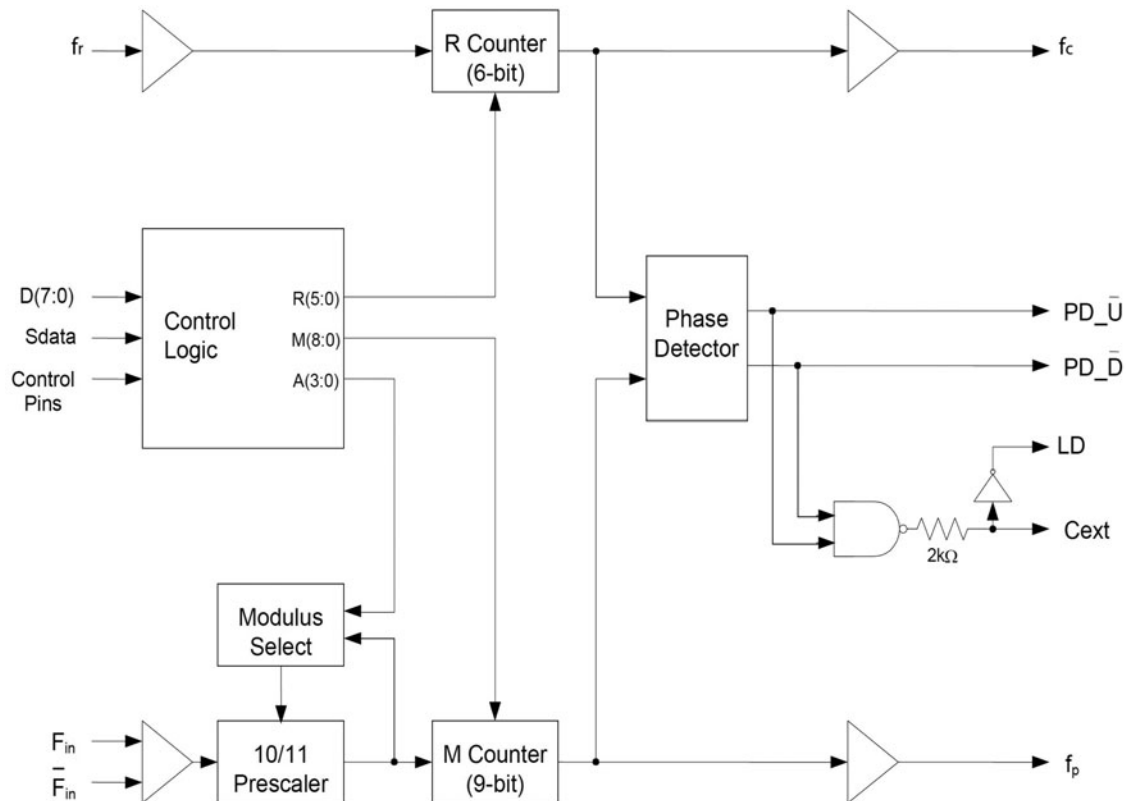 fr
R Counter
(6-bit)
fc
D(7:0)
Sdata
Control
Pins
Control
Logic
R(5:0)
M(8:0)
A(3:0)
Phase
Detector
PD_U̅
PD_D̅
LD
Cext
2kΩ
Modulus
Select
Fin
F̅in
10/11
Prescaler
M Counter
(9-bit)
fp